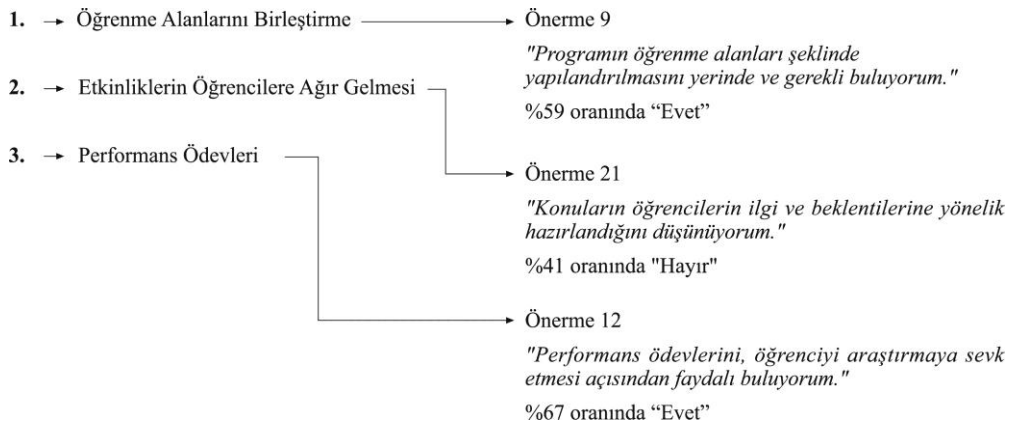 1. → Öğrenme Alanlarını Birleştirme
2. → Etkinliklerin Öğrencilere Ağır Gelmesi
3. → Performans Ödevleri
Önerme 9
"Programın öğrenme alanları şeklinde
yapılandırılmasını yerinde ve gerekli buluyorum."
%59 oranında “Evet”
Önerme 21
"Konuların öğrencilerin ilgi ve beklentilerine yönelik
hazırlandığını düşünüyorum."
%41 oranında "Hayır"
Önerme 12
"Performans ödevlerini, öğrenciyi araştırmaya sevk
etmesi açısından faydalı buluyorum."
%67 oranında “Evet”